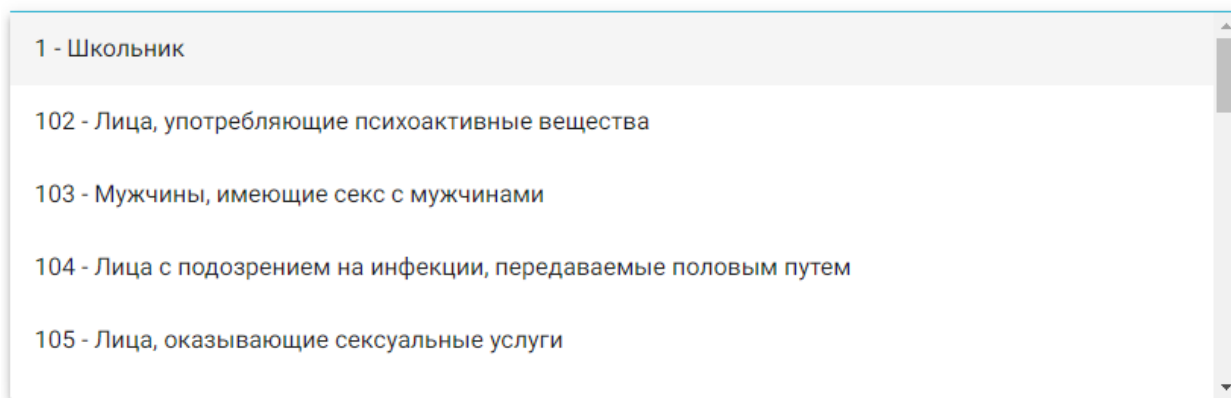 1 - Школьник
102 - Лица, употребляющие психоактивные вещества
103 - Мужчины, имеющие секс с мужчинами
104 - Лица с подозрением на инфекции, передаваемые половым путем
105 - Лица, оказывающие сексуальные услуги